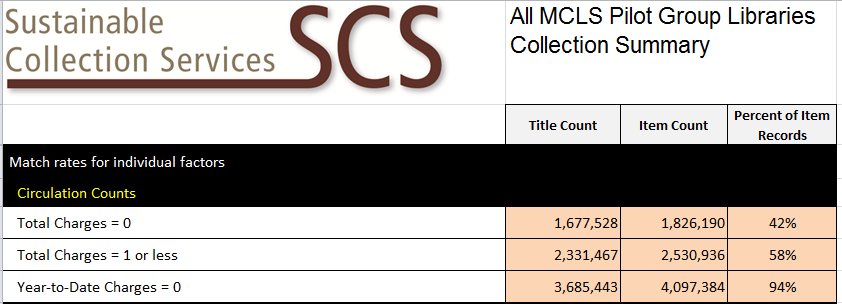 Sustainable
Collection Services
SCS
All MCLS Pilot Group Libraries
Collection Summary
Title Count Item Count Percent of Item Records
Match rates for individual factors
Circulation Counts
Total Charges = 0 1,677,528 1,826,190 42%
Total Charges = 1 or less 2,331,467 2,530,936 58%
Year-to-Date Charges = 0 3,685,443 4,097,384 94%